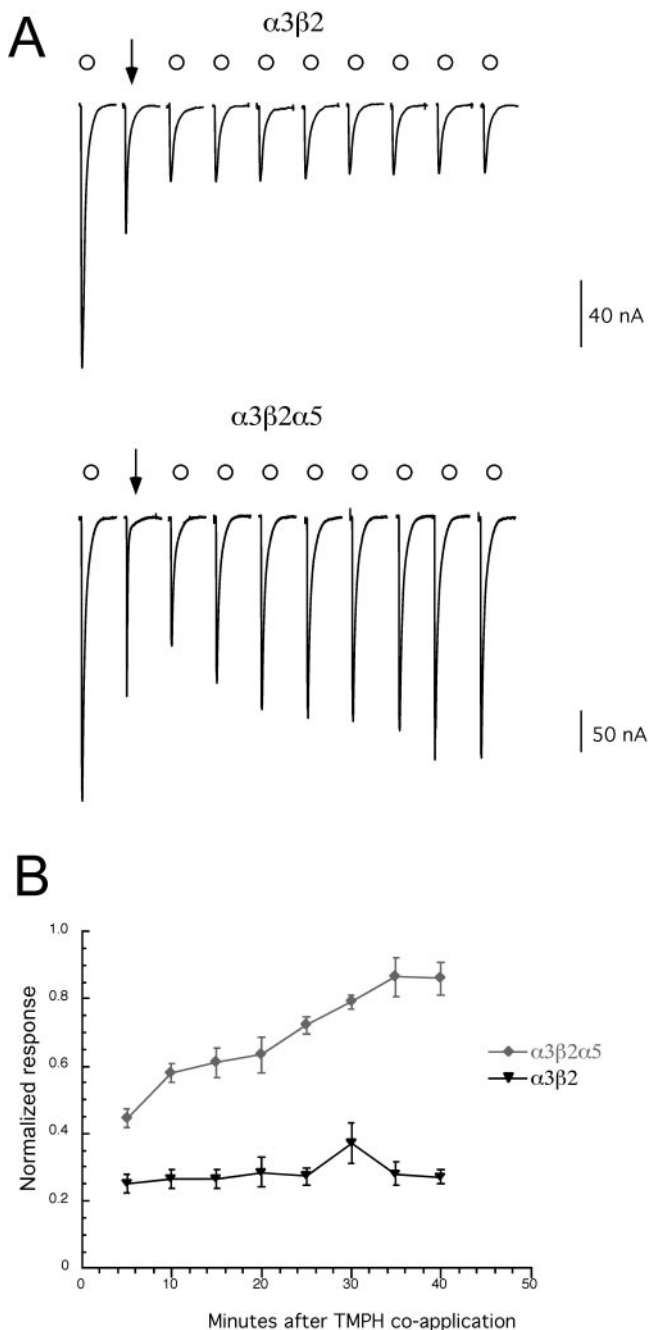 A
α3β2
40 nA
α3β2α5
50 nA
B
1.0
0.8
0.6
0.4
0.2
0
Normalized response
α3β2α5
α3β2
0 10 20 30 40 50
Minutes after TMPH co-application